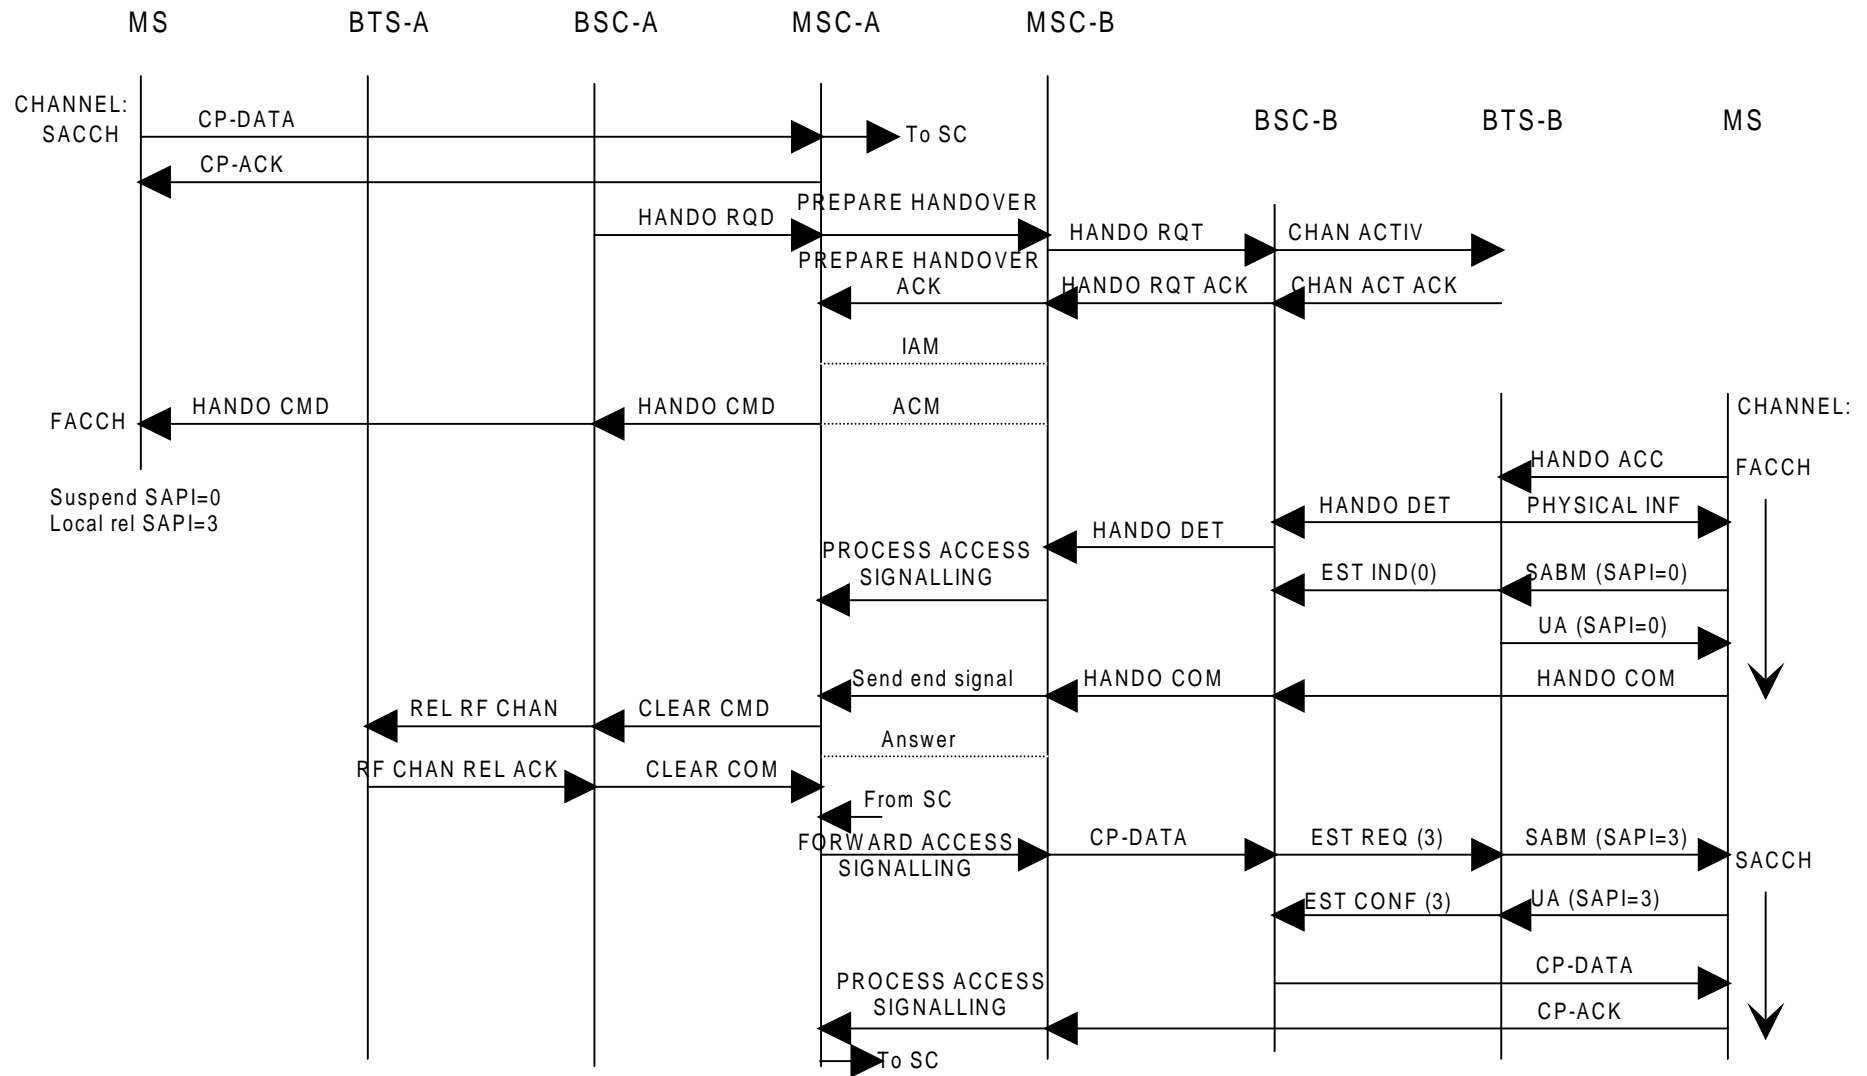 MS BTS-A BSC-A MSC-A MSC-B
CHANNEL:
SACCH
CP-DATA
To SC
BSC-B BTS-B MS
CP-ACK
PREPARE HANDOVER
HANDO RQD
HANDO RQT
CHAN ACTIV
PREPARE HANDOVER
ACK
HANDO RQT ACK
CHAN ACT ACK
IAM
FACCH
HANDO CMD
HANDO CMD
ACM
CHANNEL:
HANDO ACC
FACCH
Suspend SAPI=0
Local rel SAPI=3
HANDO DET
PHYSICAL INF
HANDO DET
PROCESS ACCESS
SIGNALLING
EST IND(0)
SABM (SAPI=0)
UA (SAPI=0)
Send end signal
HANDO COM
HANDO COM
REL RF CHAN
CLEAR CMD
Answer
RF CHAN REL ACK
CLEAR COM
From SC
FORWARD ACCESS
SIGNALLING
CP-DATA
EST REQ (3)
SABM (SAPI=3)
SACCH
EST CONF (3)
UA (SAPI=3)
CP-DATA
PROCESS ACCESS
SIGNALLING
CP-ACK
To SC